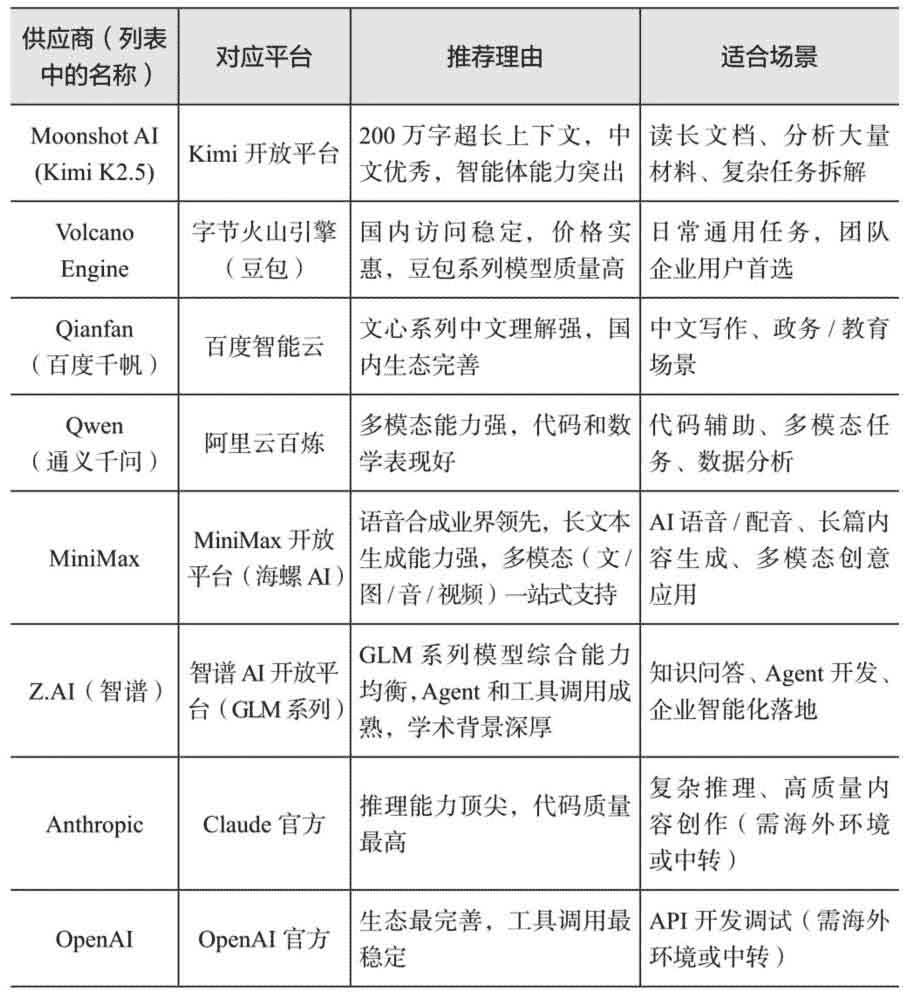 供应商（列表
中的名称）
对应平台
推荐理由
适合场景
Moonshot AI
(Kimi K2.5)
Kimi 开放平台
200 万字超长上下文，中
文优秀，智能体能力突出
读长文档、分析大量
材料、复杂任务拆解
Volcano
Engine
字节火山引擎
（豆包）
国内访问稳定，价格实
惠，豆包系列模型质量高
日常通用任务，团队
企业用户首选
Qianfan
（百度千帆）
百度智能云
文心系列中文理解强，国
内生态完善
中文写作、政务 / 教育
场景
Qwen
（通义千问）
阿里云百炼
多模态能力强，代码和数
学表现好
代码辅助、多模态任
务、数据分析
MiniMax
MiniMax 开放
平台（海螺 AI）
语音合成业界领先，长文本
生成能力强，多模态（文 /
图 / 音 / 视频）一站式支持
AI 语音 / 配音、长篇内
容生成、多模态创意
应用
Z.AI（智谱）
智谱 AI 开放平
台（GLM 系列）
GLM 系列模型综合能力
均衡，Agent 和工具调用成
熟，学术背景深厚
知识问答、Agent 开发、
企业智能化落地
Anthropic
Claude 官方
推理能力顶尖，代码质量
最高
复杂推理、高质量内
容创作（需海外环境
或中转）
OpenAI
OpenAI 官方
生态最完善，工具调用最
稳定
API 开发调试（需海外
环境或中转）